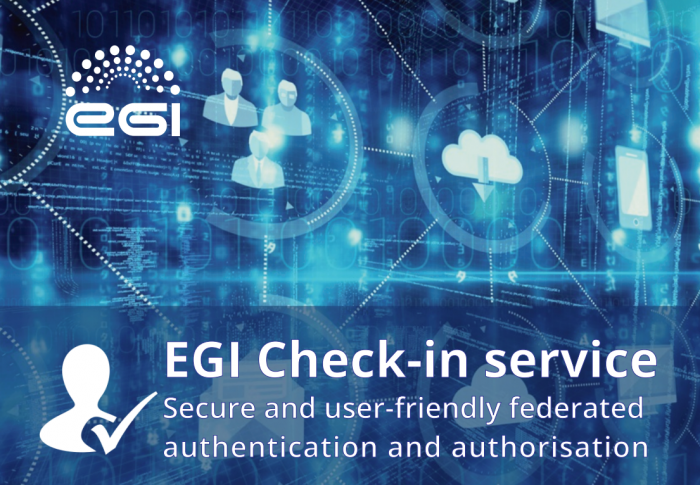 egi
EGI Check-in service
Secure and user-friendly federated
authentication and authorisation